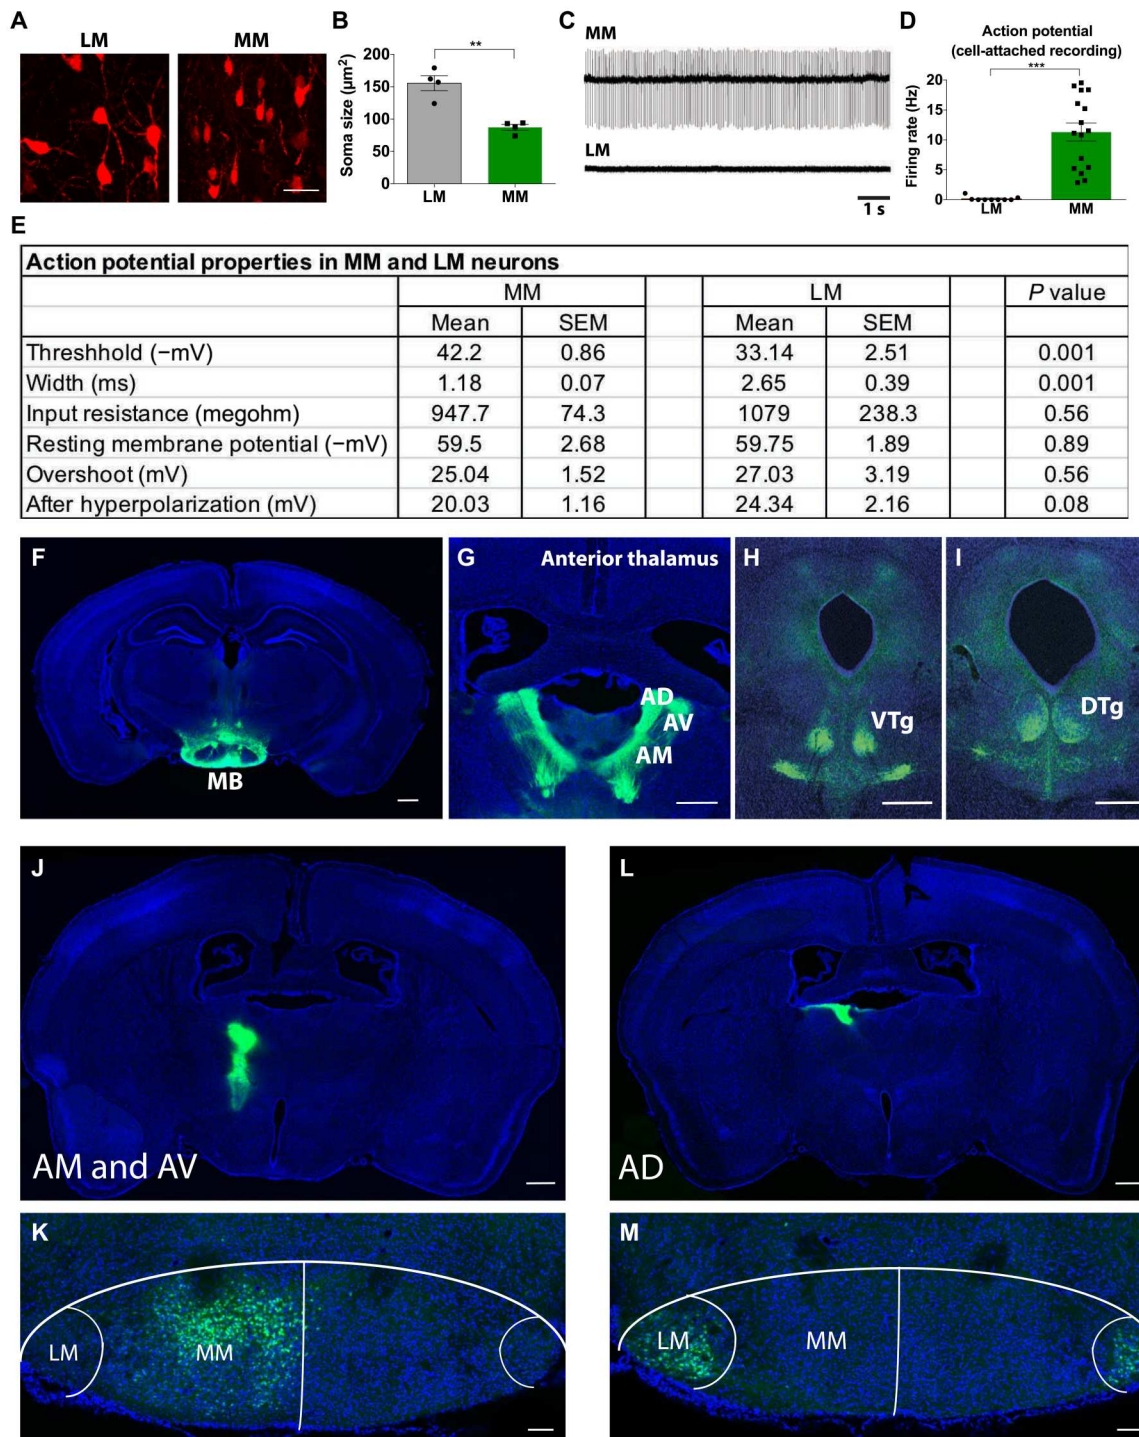 A
LM
MM
B
Soma size (µm²)
200
150
100
50
0
**
LM
MM
C
MM
LM
1 s
D
Action potential
(cell-attached recording)
***
Firing rate (Hz)
20
15
10
5
0
LM
MM
E
Action potential properties in MM and LM neurons
MM LM P value
Mean SEM Mean SEM
Threshhold (−mV) 42.2 0.86 33.14 2.51 0.001
Width (ms) 1.18 0.07 2.65 0.39 0.001
Input resistance (megohm) 947.7 74.3 1079 238.3 0.56
Resting membrane potential (−mV) 59.5 2.68 59.75 1.89 0.89
Overshoot (mV) 25.04 1.52 27.03 3.19 0.56
After hyperpolarization (mV) 20.03 1.16 24.34 2.16 0.08
F
MB
G
Anterior thalamus
AD
AV
AM
H
VTg
I
DTg
J
AM and AV
L
AD
K
LM
MM
M
LM
MM